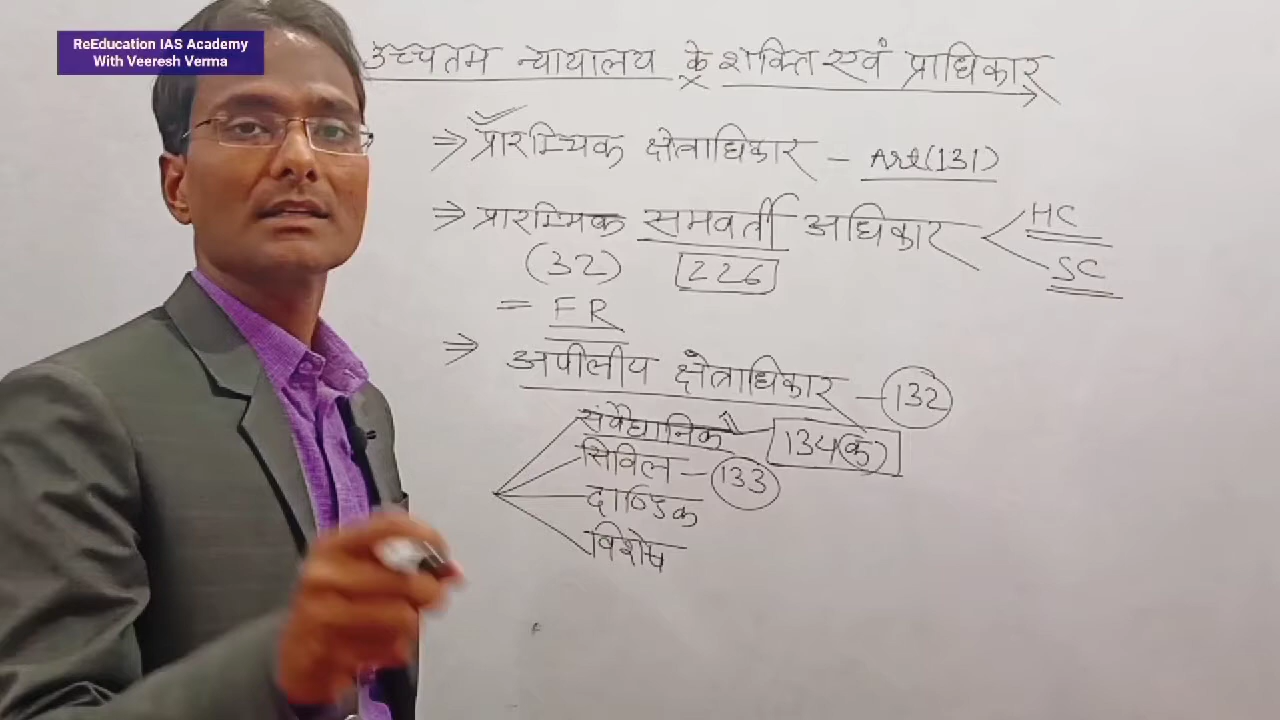 ReEducation IAS Academy
With Veeresh Verma
उच्चतम न्यायालय के शक्ति एवं प्राधिकार
⇒ प्रारम्भिक क्षेत्राधिकार - Art(131)
⇒ प्रारम्भिक समवर्ती अधिकार HC
SC
(32) 226
= FR
⇒ अपीलीय क्षेत्राधिकार - 132
संवैधानिक - 134(क)
सिविल - 133
दाण्डिक
विशेष